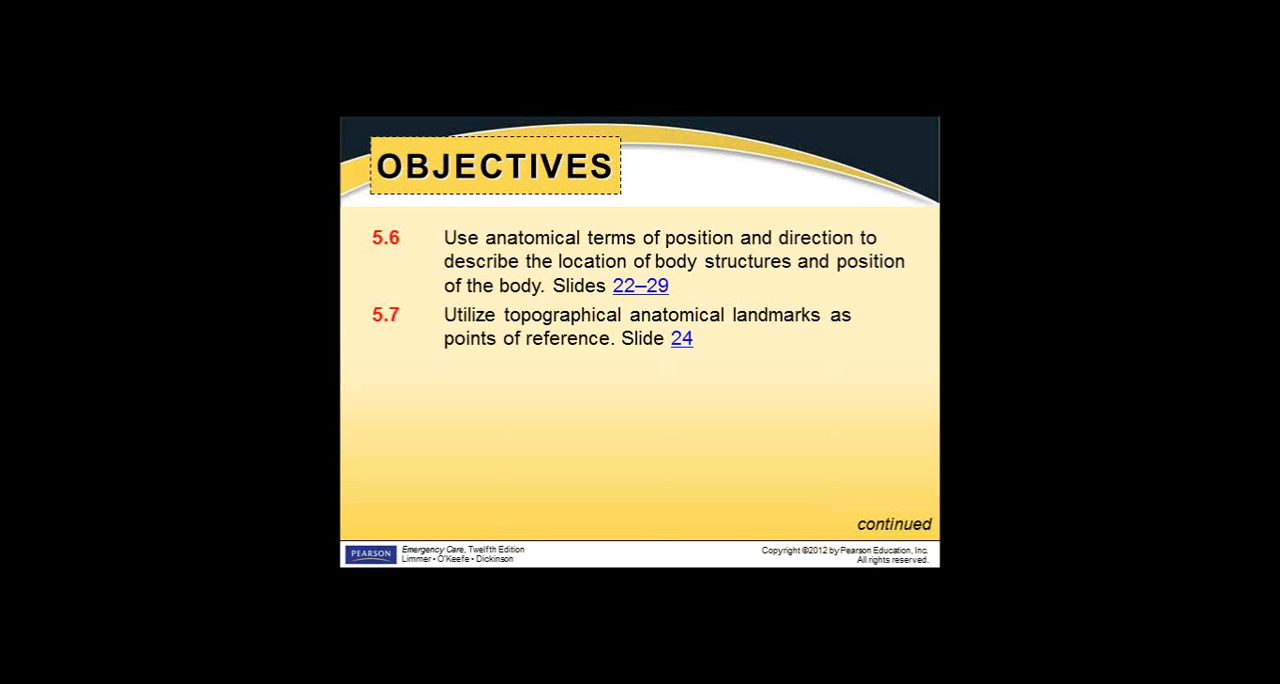 OBJECTIVES
5.6 Use anatomical terms of position and direction to
describe the location of body structures and position
of the body. Slides 22–29
5.7 Utilize topographical anatomical landmarks as
points of reference. Slide 24
continued
PEARSON
Emergency Care, Twelfth Edition
Limmer • O'Keefe • Dickinson
Copyright ©2012 by Pearson Education, Inc.
All rights reserved.